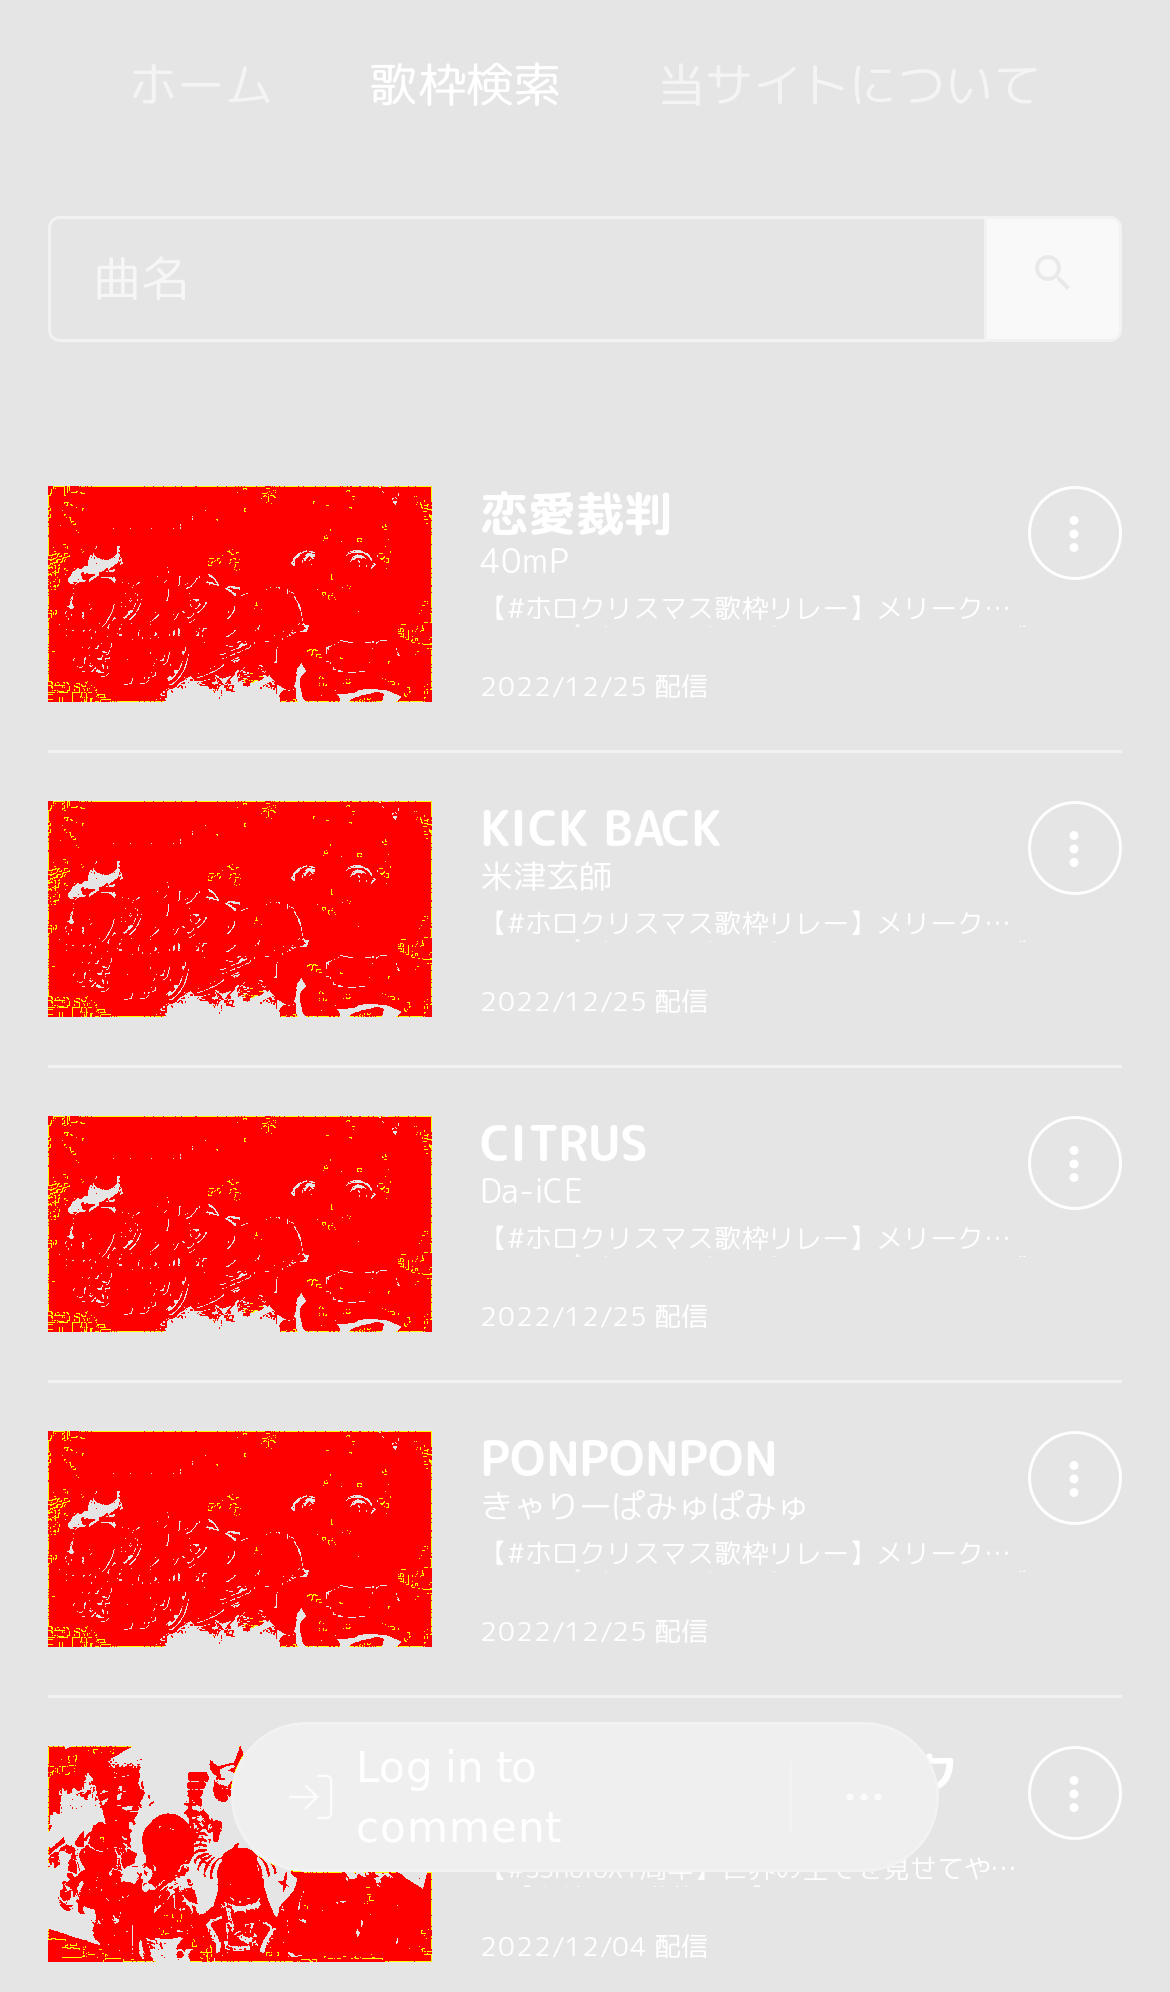 ホーム 歌枠検索 当サイトについて
曲名
恋愛裁判
40mP
【#ホロクリスマス歌枠リレー】メリーク…
2022/12/25 配信
KICK BACK
米津玄師
【#ホロクリスマス歌枠リレー】メリーク…
2022/12/25 配信
CITRUS
Da-iCE
【#ホロクリスマス歌枠リレー】メリーク…
2022/12/25 配信
PONPONPON
きゃりーぱみゅぱみゅ
【#ホロクリスマス歌枠リレー】メリーク…
2022/12/25 配信
Log in to
comment
見せてや…
2022/12/04 配信